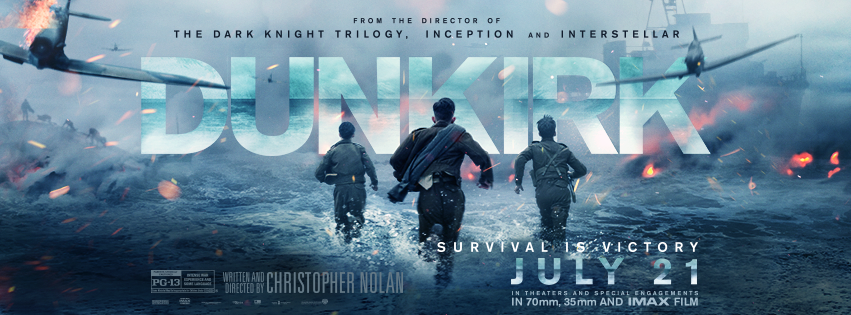 FROM THE DIRECTOR OF
THE DARK KNIGHT TRILOGY, INCEPTION AND INTERSTELLAR
DUNKIRK
SURVIVAL IS VICTORY
JULY 21
IN THEATERS AND SPECIAL ENGAGEMENTS
IN 70mm, 35mm AND IMAX FILM
PG-13
WRITTEN AND
DIRECTED BY CHRISTOPHER NOLAN